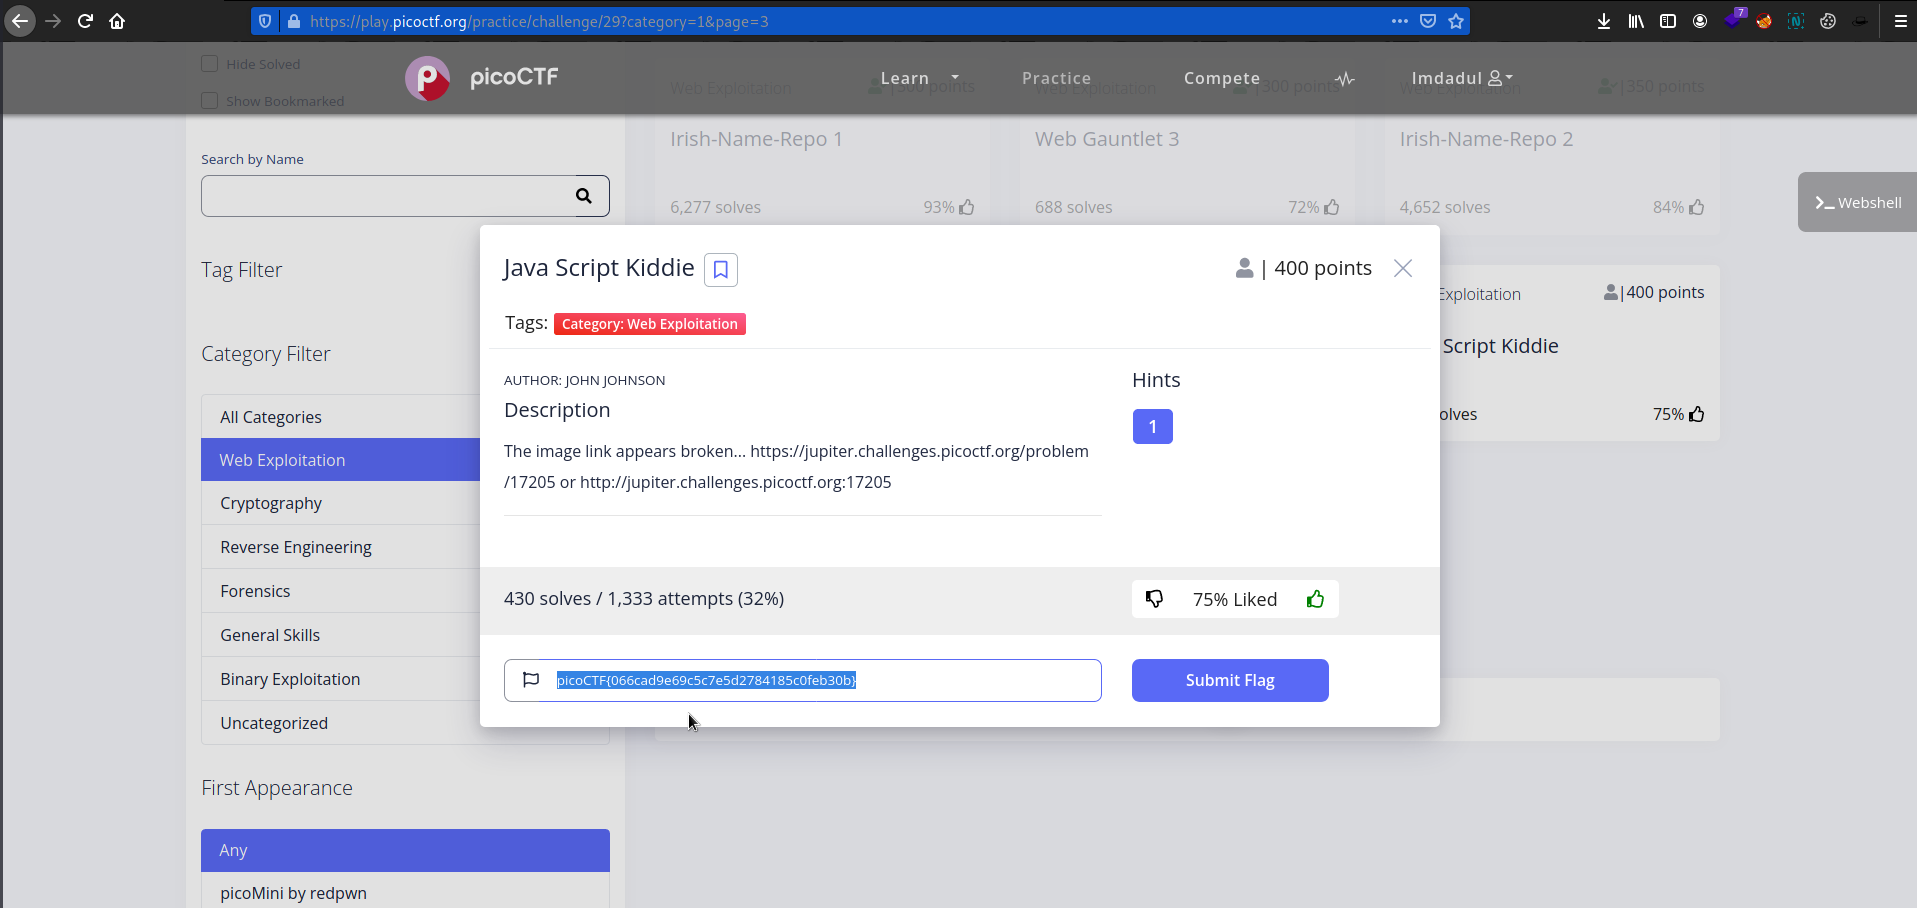 https://play.picoctf.org/practice/challenge/29?category=1&page=3
7
Hide Solved
Show Bookmarked
picoCTF
Learn
Practice
Compete
Imdadul
Web Exploitation
|300 points
Web Exploitation
|300 points
Web Exploitation
|350 points
Irish-Name-Repo 1
Web Gauntlet 3
Irish-Name-Repo 2
6,277 solves
93%
688 solves
72%
4,652 solves
84%
Search by Name
Webshell
Tag Filter
Category Filter
All Categories
Web Exploitation
Cryptography
Reverse Engineering
Forensics
General Skills
Binary Exploitation
Uncategorized
First Appearance
Any
picoMini by redpwn
Java Script Kiddie
| 400 points
Tags: Category: Web Exploitation
AUTHOR: JOHN JOHNSON
Description
The image link appears broken... https://jupiter.challenges.picoctf.org/problem
/17205 or http://jupiter.challenges.picoctf.org:17205
Hints
1
430 solves / 1,333 attempts (32%)
75% Liked
picoCTF{066cad9e69c5c7e5d2784185c0feb30b}
Submit Flag
Exploitation
|400 points
Script Kiddie
olves
75%